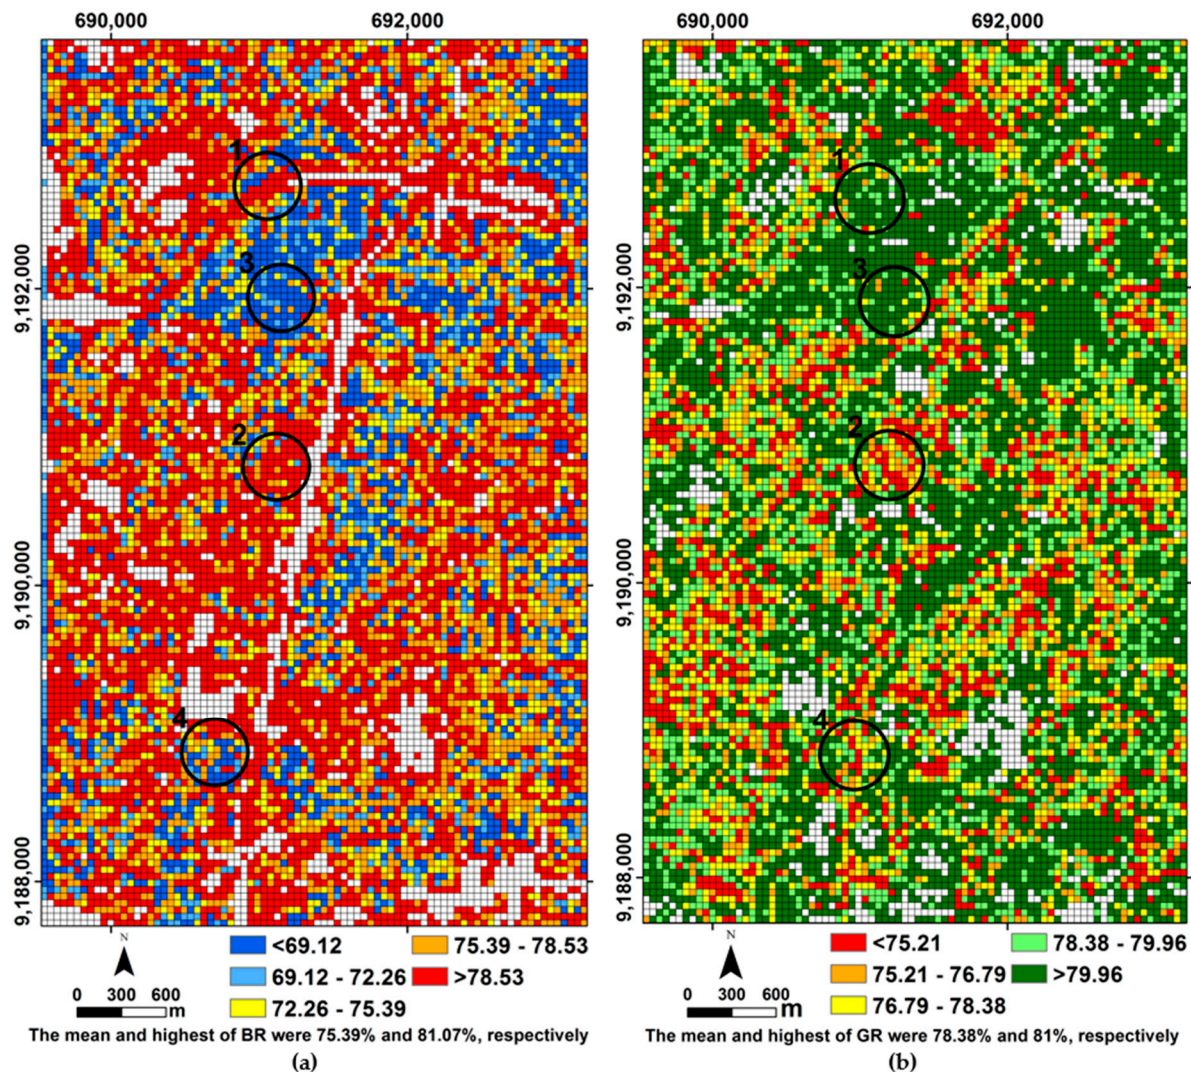 690,000 692,000
1
3
9,192,000
2
9,190,000
4
9,188,000
N
0 300 600
m
<69.12
69.12 - 72.26
72.26 - 75.39
75.39 - 78.53
>78.53
The mean and highest of BR were 75.39% and 81.07%, respectively
(a)
690,000 692,000
1
3
9,192,000
2
9,190,000
4
9,188,000
N
0 300 600
m
<75.21
75.21 - 76.79
76.79 - 78.38
78.38 - 79.96
>79.96
The mean and highest of GR were 78.38% and 81%, respectively
(b)